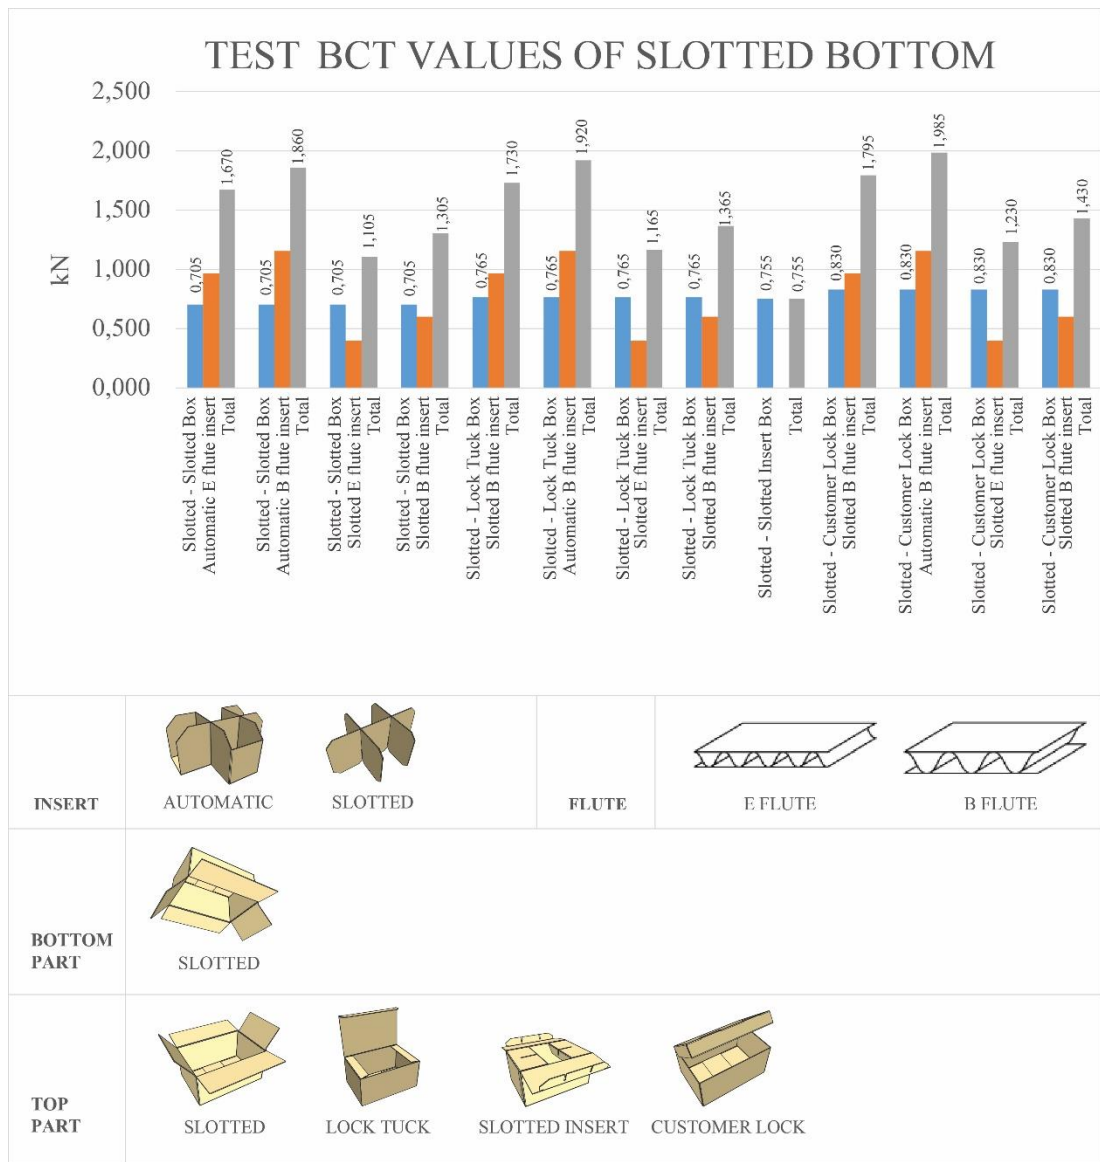 TEST BCT VALUES OF SLOTTED BOTTOM
2,500
2,000
1,500
1,000
0,500
0,000
kN
0,705
1,670
0,705
1,860
0,705
1,105
0,705
1,305
0,765
1,730
0,765
1,920
0,765
1,165
0,765
1,365
0,755
0,755
0,830
1,795
0,830
1,985
0,830
1,230
0,830
1,430
Slotted - Slotted Box
Automatic E flute insert
Total
Slotted - Slotted Box
Automatic B flute insert
Total
Slotted - Slotted Box
Slotted E flute insert
Total
Slotted - Slotted Box
Slotted B flute insert
Total
Slotted - Lock Tuck Box
Slotted B flute insert
Total
Slotted - Lock Tuck Box
Automatic B flute insert
Total
Slotted - Lock Tuck Box
Slotted E flute insert
Total
Slotted - Lock Tuck Box
Slotted B flute insert
Total
Slotted - Slotted Insert Box
Total
Slotted - Customer Lock Box
Slotted B flute insert
Total
Slotted - Customer Lock Box
Automatic B flute insert
Total
Slotted - Customer Lock Box
Slotted E flute insert
Total
Slotted - Customer Lock Box
Slotted B flute insert
Total
INSERT
AUTOMATIC
SLOTTED
FLUTE
E FLUTE
B FLUTE
BOTTOM
PART
SLOTTED
TOP
PART
SLOTTED
LOCK TUCK
SLOTTED INSERT
CUSTOMER LOCK